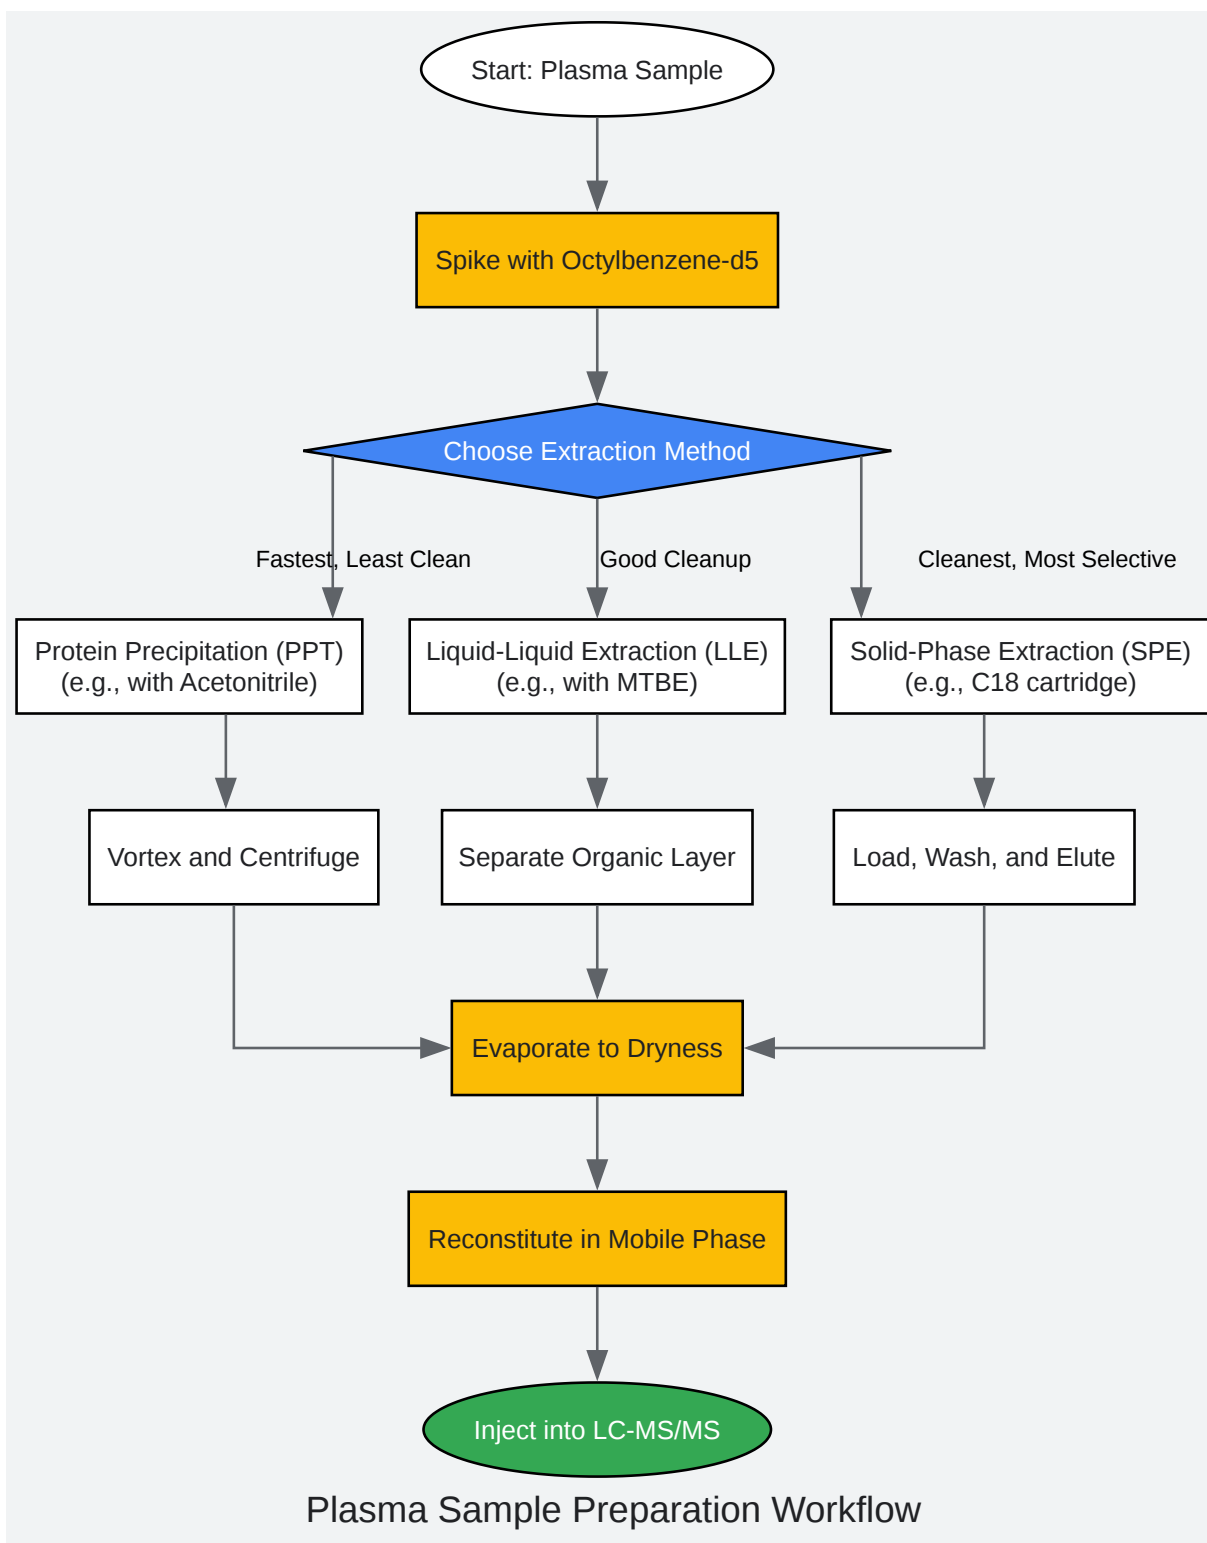 Start: Plasma Sample
Spike with Octylbenzene-d5
Choose Extraction Method
Fastest, Least Clean
Good Cleanup
Cleanest, Most Selective
Protein Precipitation (PPT)
(e.g., with Acetonitrile)
Liquid-Liquid Extraction (LLE)
(e.g., with MTBE)
Solid-Phase Extraction (SPE)
(e.g., C18 cartridge)
Vortex and Centrifuge
Separate Organic Layer
Load, Wash, and Elute
Evaporate to Dryness
Reconstitute in Mobile Phase
Inject into LC-MS/MS
Plasma Sample Preparation Workflow